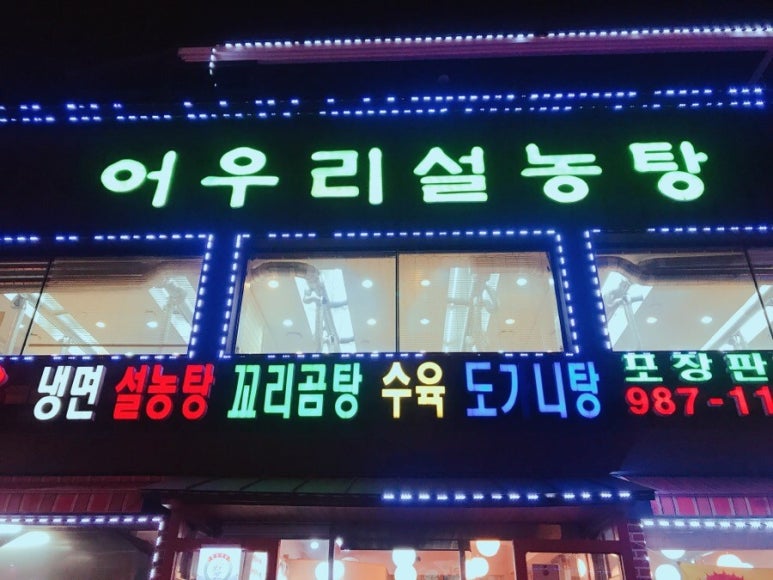 어우리설농탕
냉면 설농탕 꼬리곰탕 수육 도가니탕 포장판
987-11